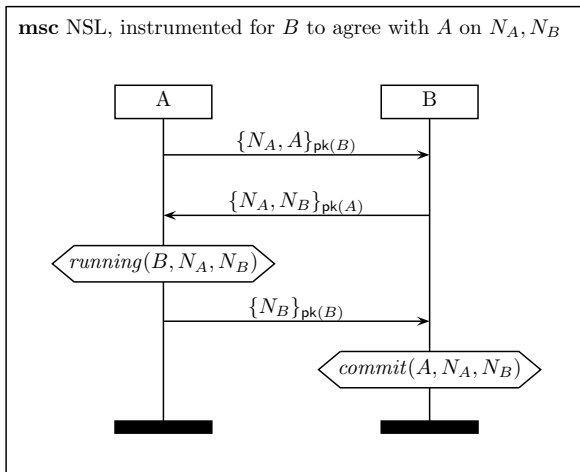 msc NSL, instrumented for B to agree with A on N_A, N_B
A
B
{N_A, A}_pk(B)
{N_A, N_B}_pk(A)
running(B, N_A, N_B)
{N_B}_pk(B)
commit(A, N_A, N_B)